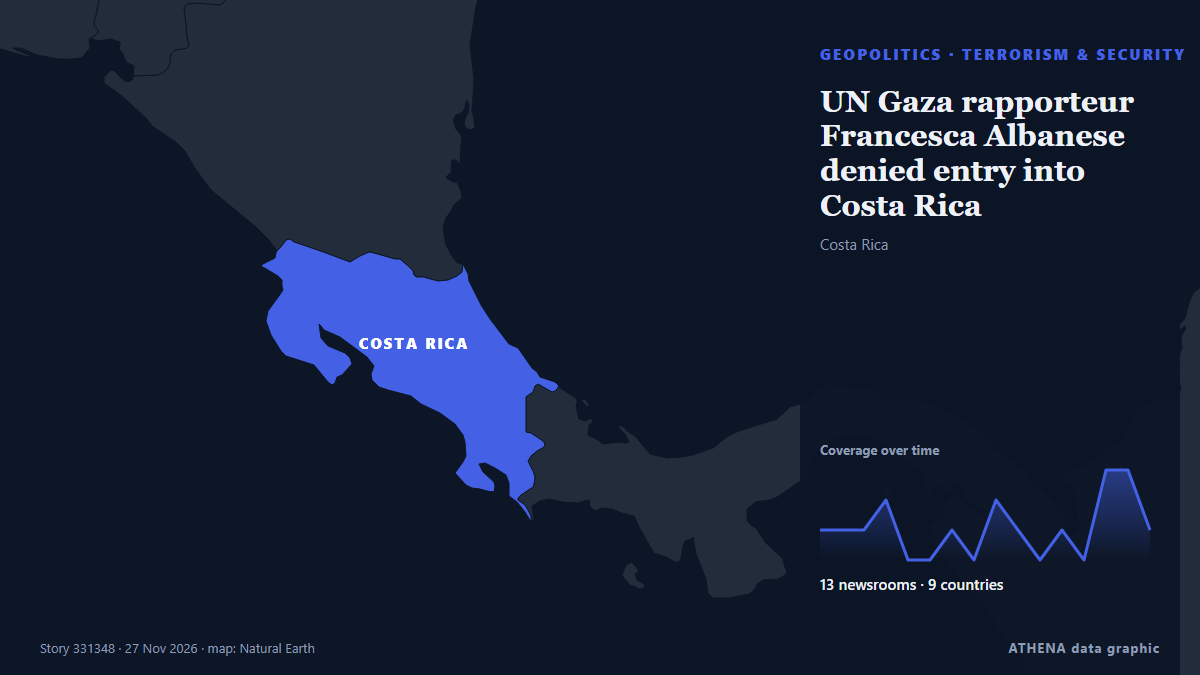 GEOPOLITICS · TERRORISM & SECURITY
UN Gaza rapporteur
Francesca Albanese
denied entry into
Costa Rica
Costa Rica
COSTA RICA
Coverage over time
13 newsrooms · 9 countries
Story 331348 · 27 Nov 2026 · map: Natural Earth
ATHENA data graphic